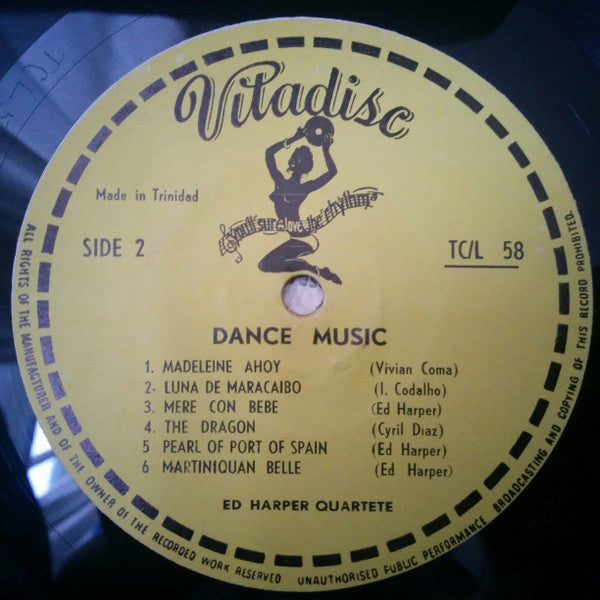 Vitadisc
Made in Trinidad
you'll sure love the rhythm
SIDE 2
TC/L 58
DANCE MUSIC
1. MADELEINE AHOY (Vivian Coma)
2- LUNA DE MARACAIBO (I. Codalho)
3. MERE CON BEBE (Ed Harper)
4. THE DRAGON (Cyril Diaz)
5 PEARL OF PORT OF SPAIN (Ed Harper)
6 MARTINIQUAN BELLE (Ed Harper)
ED HARPER QUARTETE
ALL RIGHTS OF THE MANUFACTURER AND OF THE OWNER OF THE RECORDED WORK RESERVED UNAUTHORISED PUBLIC PERFORMANCE BROADCASTING AND COPYING OF THIS RECORD PROHIBITED.